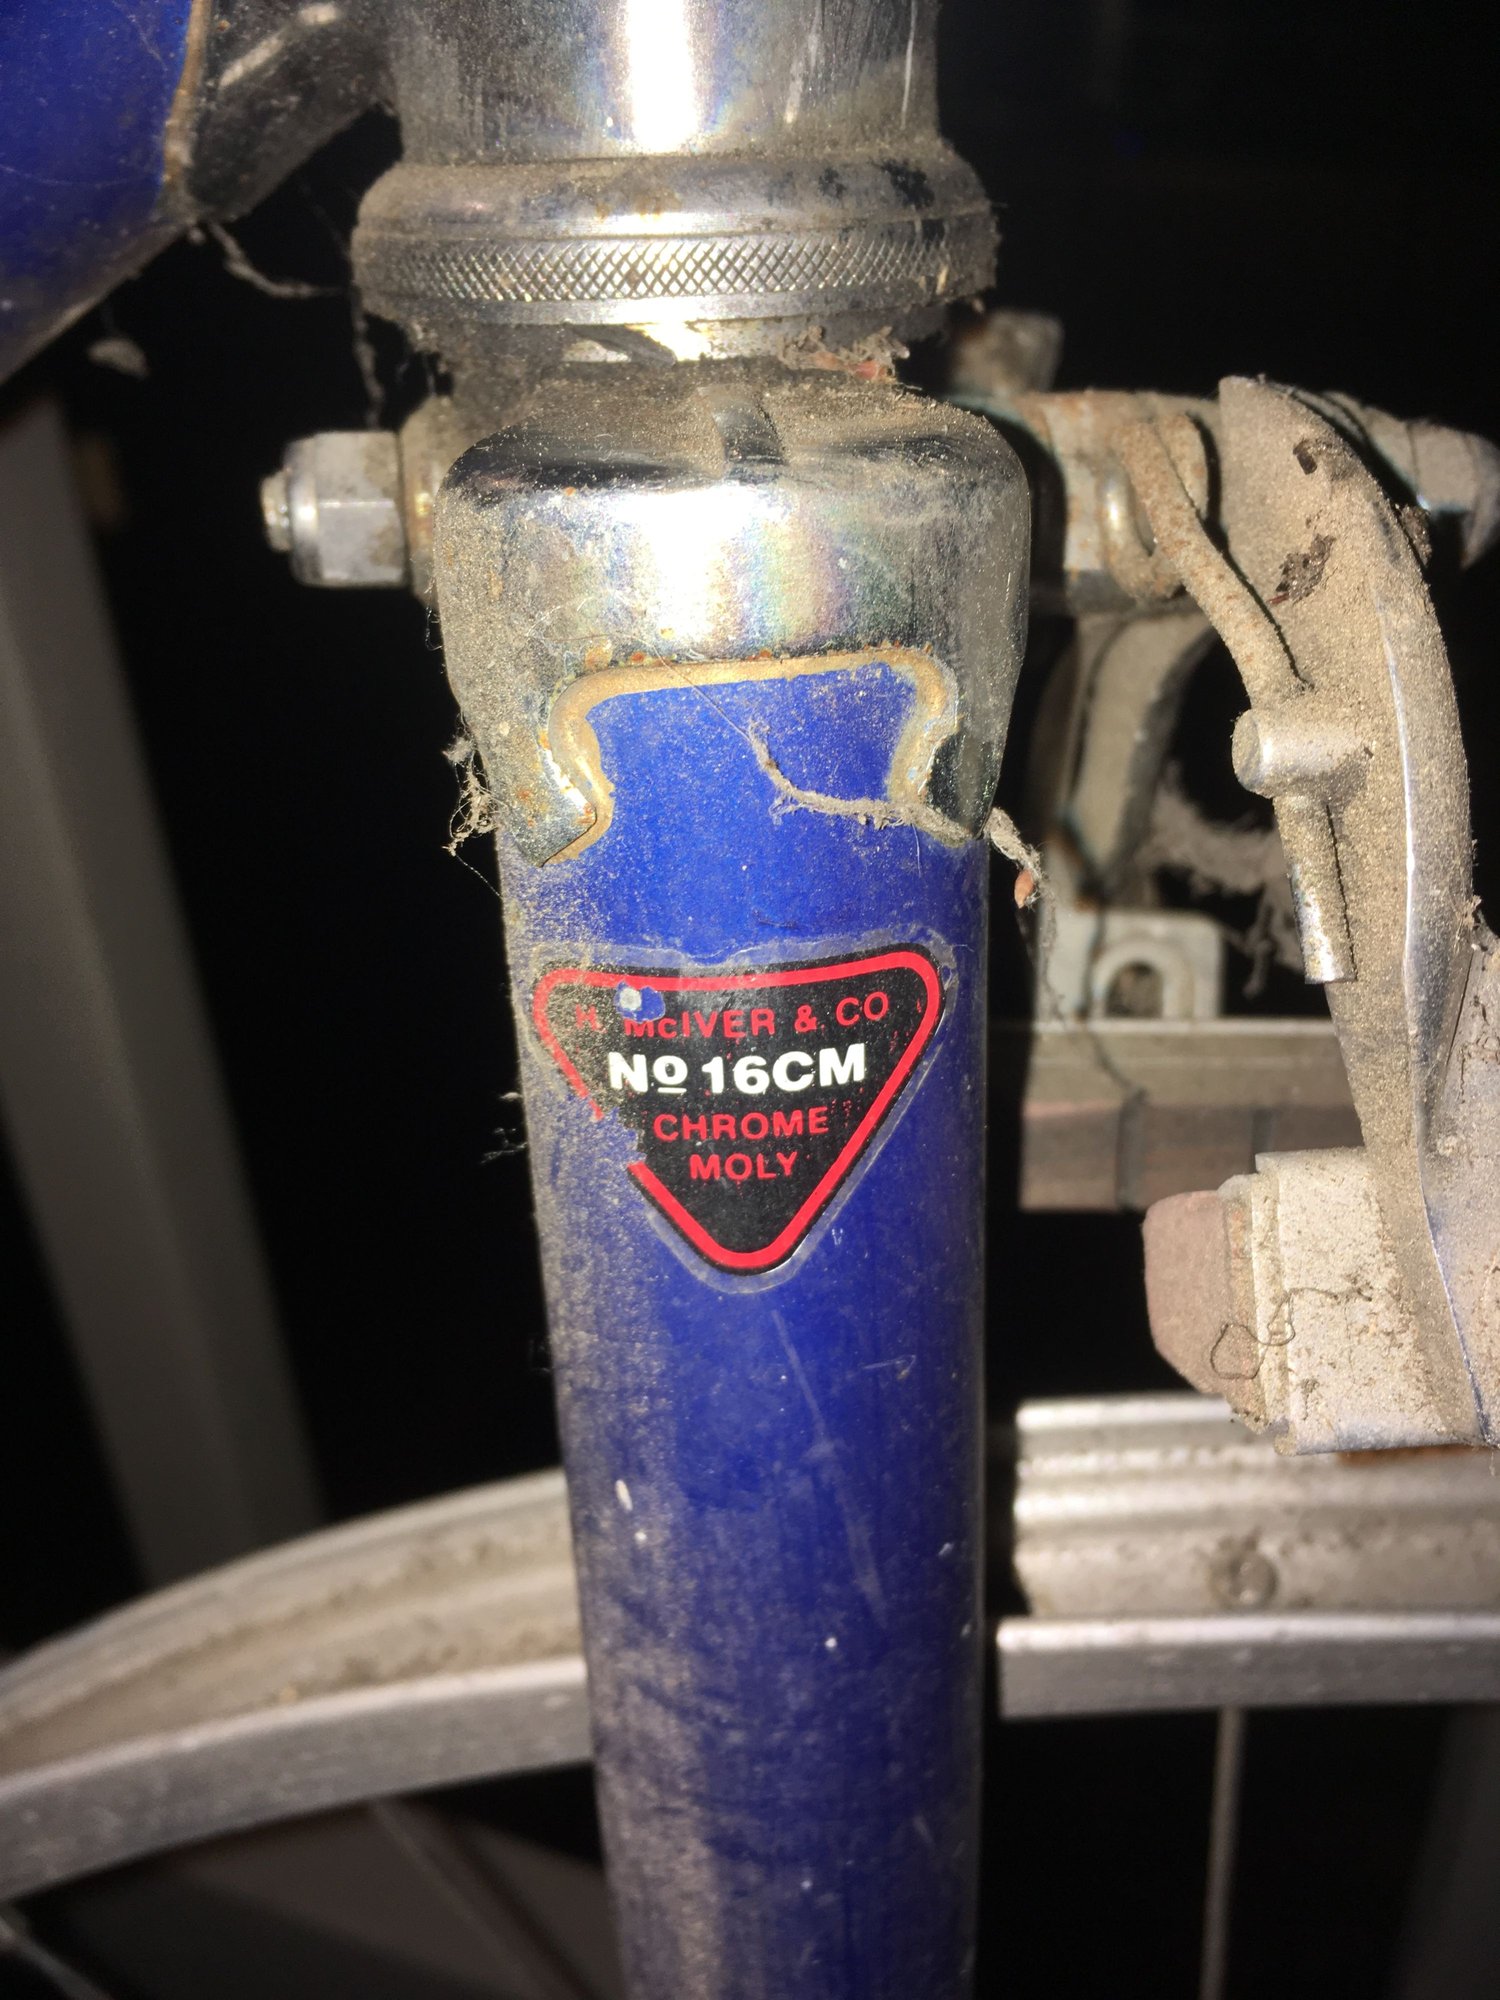 H. McIVER & CO
No 16CM
CHROME
MOLY